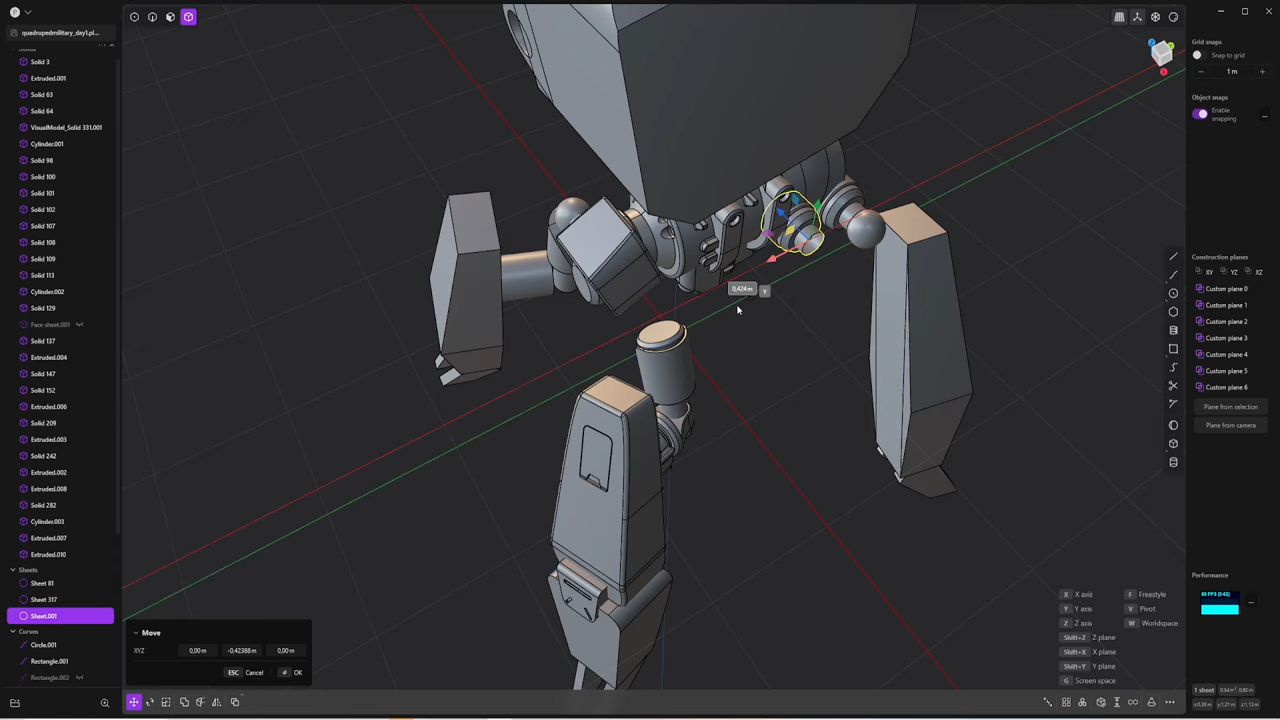 quadrupedmilitary_day1.pl...
Solids
Solid 3
Extruded.001
Solid 63
Solid 64
VisualModel_Solid 331.001
Cylinder.001
Solid 98
Solid 100
Solid 101
Solid 102
Solid 107
Solid 108
Solid 109
Solid 113
Cylinder.002
Solid 129
Face sheet.001
Solid 137
Extruded.004
Solid 147
Solid 152
Extruded.006
Solid 209
Extruded.003
Solid 242
Extruded.002
Extruded.008
Solid 282
Cylinder.003
Extruded.007
Extruded.010
Sheets
Sheet 81
Sheet 317
Sheet.001
Curves
Circle.001
Rectangle.001
Rectangle.002
0,424 m Y
Move
XYZ 0,00 m -0,42388 m 0,00 m
ESC Cancel OK
X X axis F Freestyle
Y Y axis V Pivot
Z Z axis W Worldspace
Shift+Z Z plane
Shift+X X plane
Shift+Y Y plane
G Screen space
Grid snaps
Snap to grid
1 m
Object snaps
Enable
snapping
Construction planes
XY YZ XZ
Custom plane 0
Custom plane 1
Custom plane 2
Custom plane 3
Custom plane 4
Custom plane 5
Custom plane 6
Plane from selection
Plane from camera
Performance
1 sheet